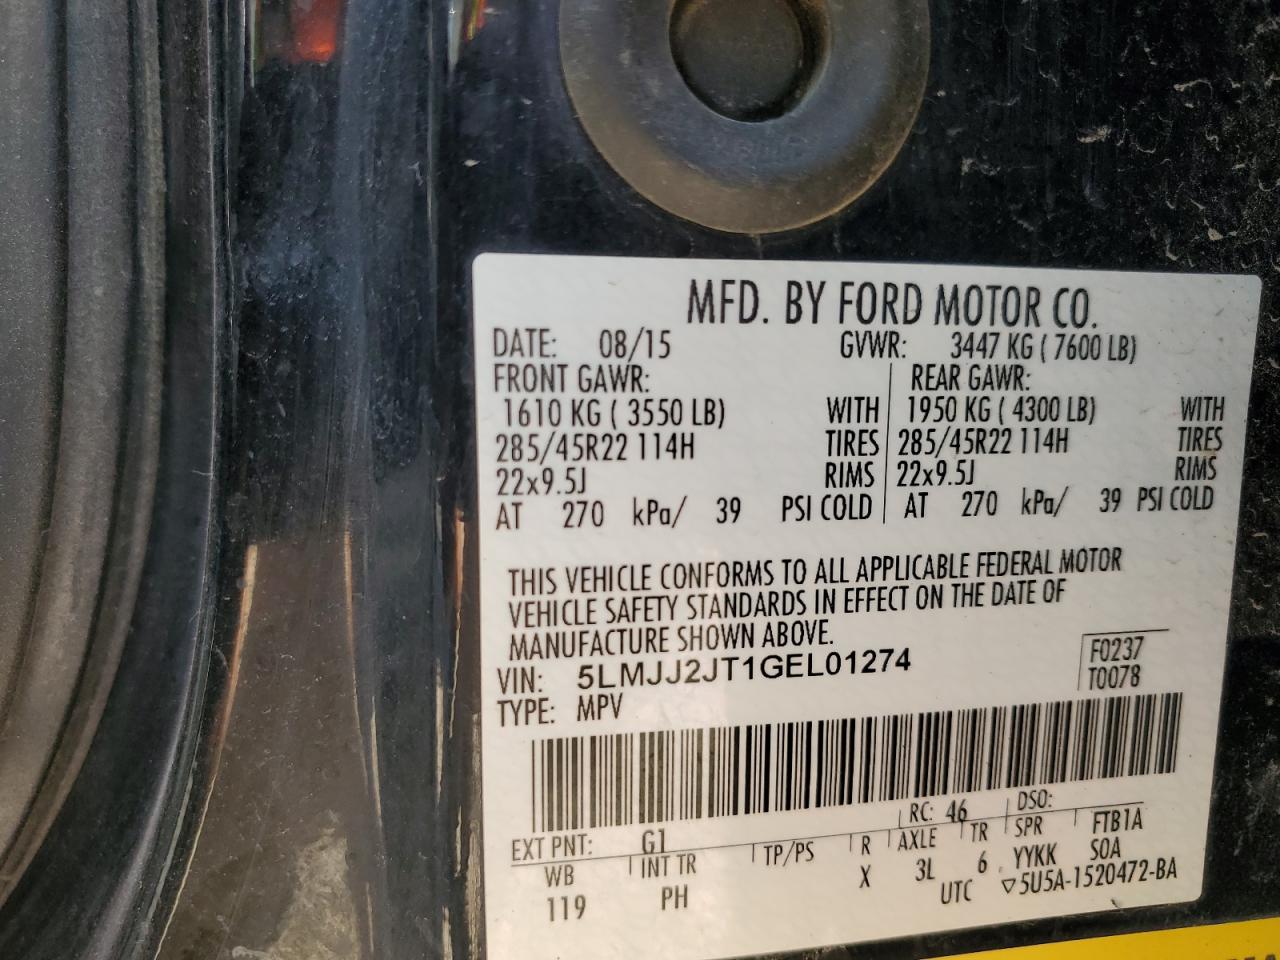 MFD. BY FORD MOTOR CO.
DATE: 08/15 GVWR: 3447 KG ( 7600 LB)
FRONT GAWR: REAR GAWR:
1610 KG ( 3550 LB) WITH 1950 KG ( 4300 LB) WITH
285/45R22 114H TIRES 285/45R22 114H TIRES
22x9.5J RIMS 22x9.5J RIMS
AT 270 kPa/ 39 PSI COLD AT 270 kPa/ 39 PSI COLD
THIS VEHICLE CONFORMS TO ALL APPLICABLE FEDERAL MOTOR
VEHICLE SAFETY STANDARDS IN EFFECT ON THE DATE OF
MANUFACTURE SHOWN ABOVE.
VIN: 5LMJJ2JT1GEL01274 F0237
TYPE: MPV T0078
EXT PNT: G1 RC: 46 DSO:
WB INT TR TP/PS R AXLE TR SPR FTB1A
119 PH X 3L 6 YYKK SOA
UTC ▽5U5A-1520472-BA